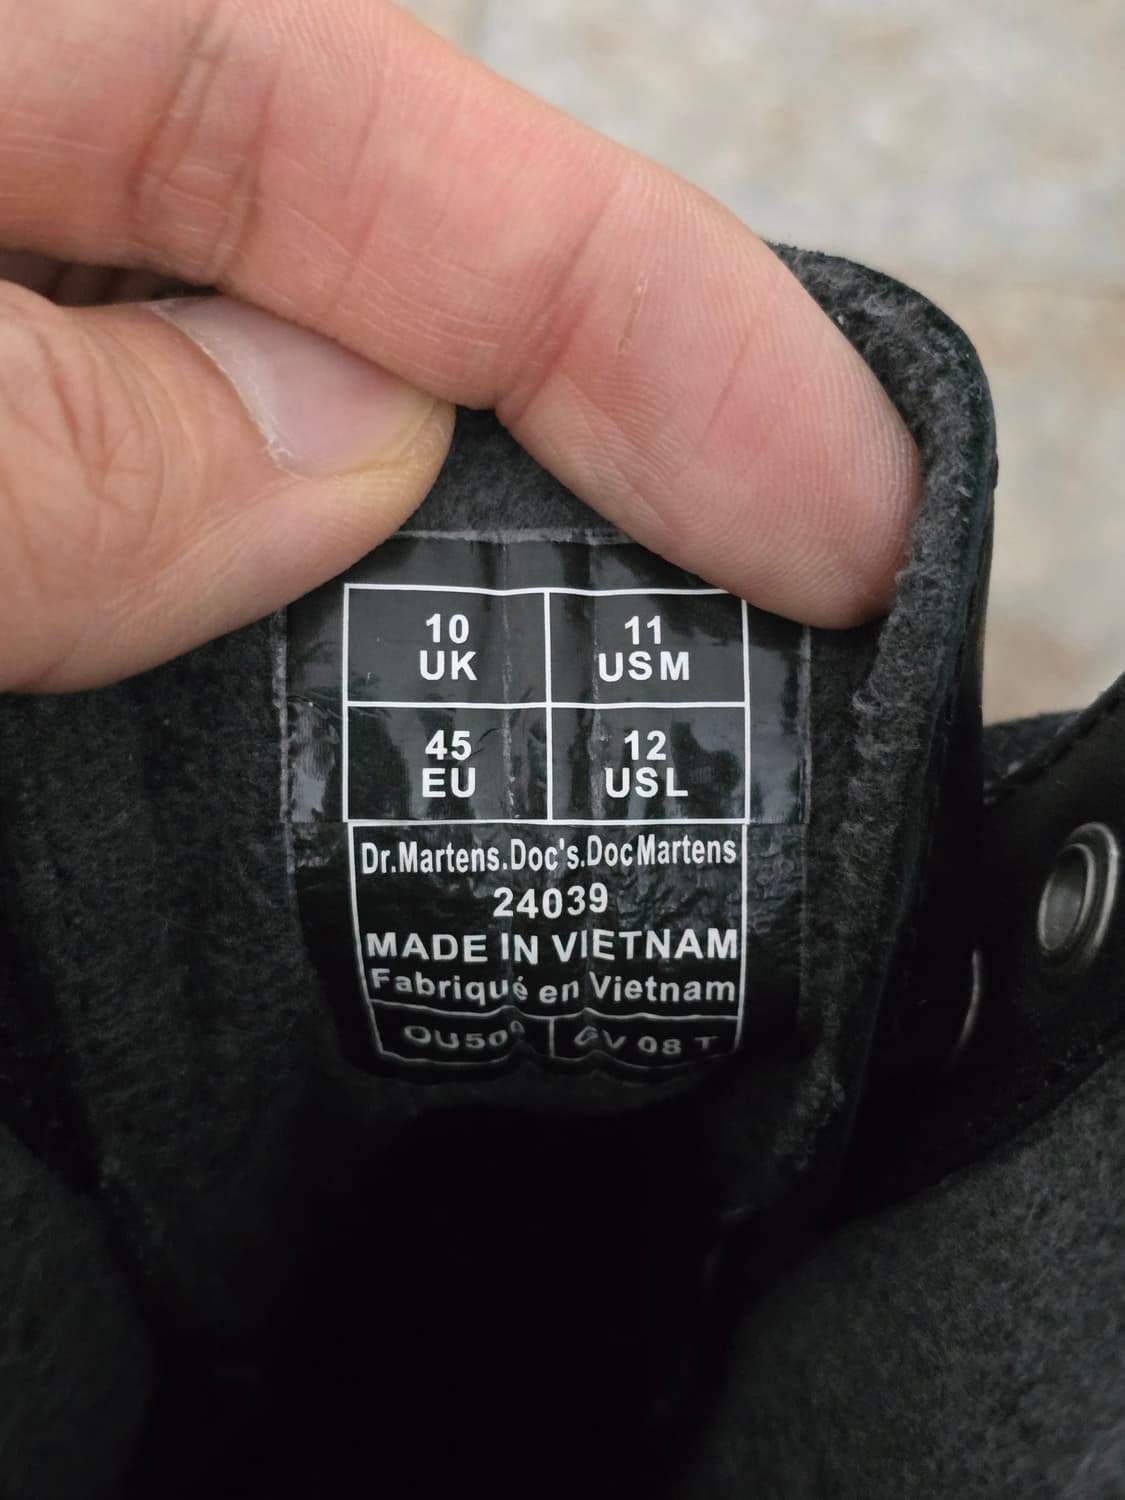 10 UK
11 USM
45 EU
12 USL
Dr.Martens.Doc's.DocMartens
24039
MADE IN VIETNAM
Fabriqué en Vietnam
08 T